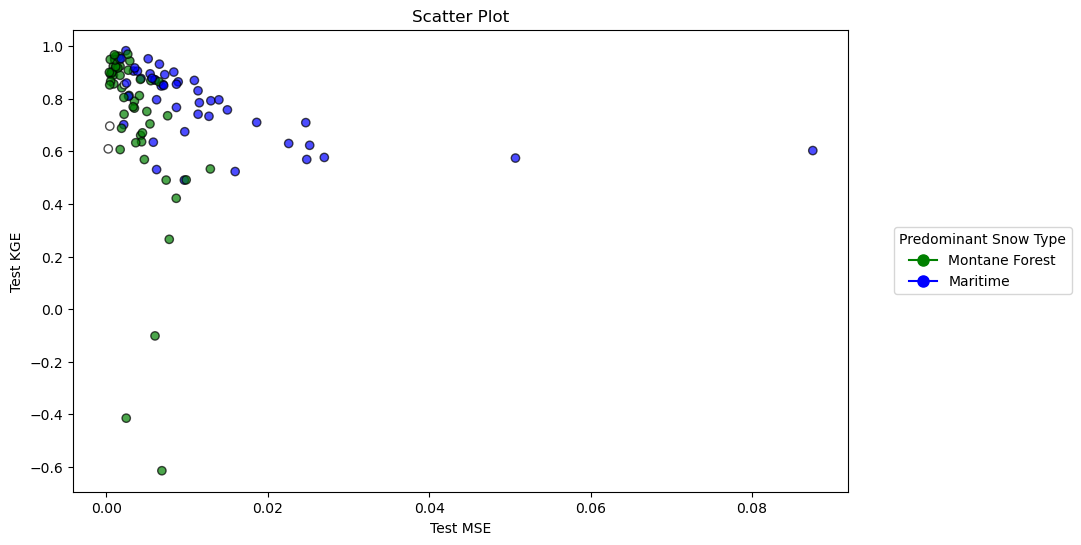 Scatter Plot
1.0
0.8
0.6
0.4
0.2
0.0
−0.2
−0.4
−0.6
Test KGE
0.00
0.02
0.04
0.06
0.08
Test MSE
Predominant Snow Type
Montane Forest
Maritime